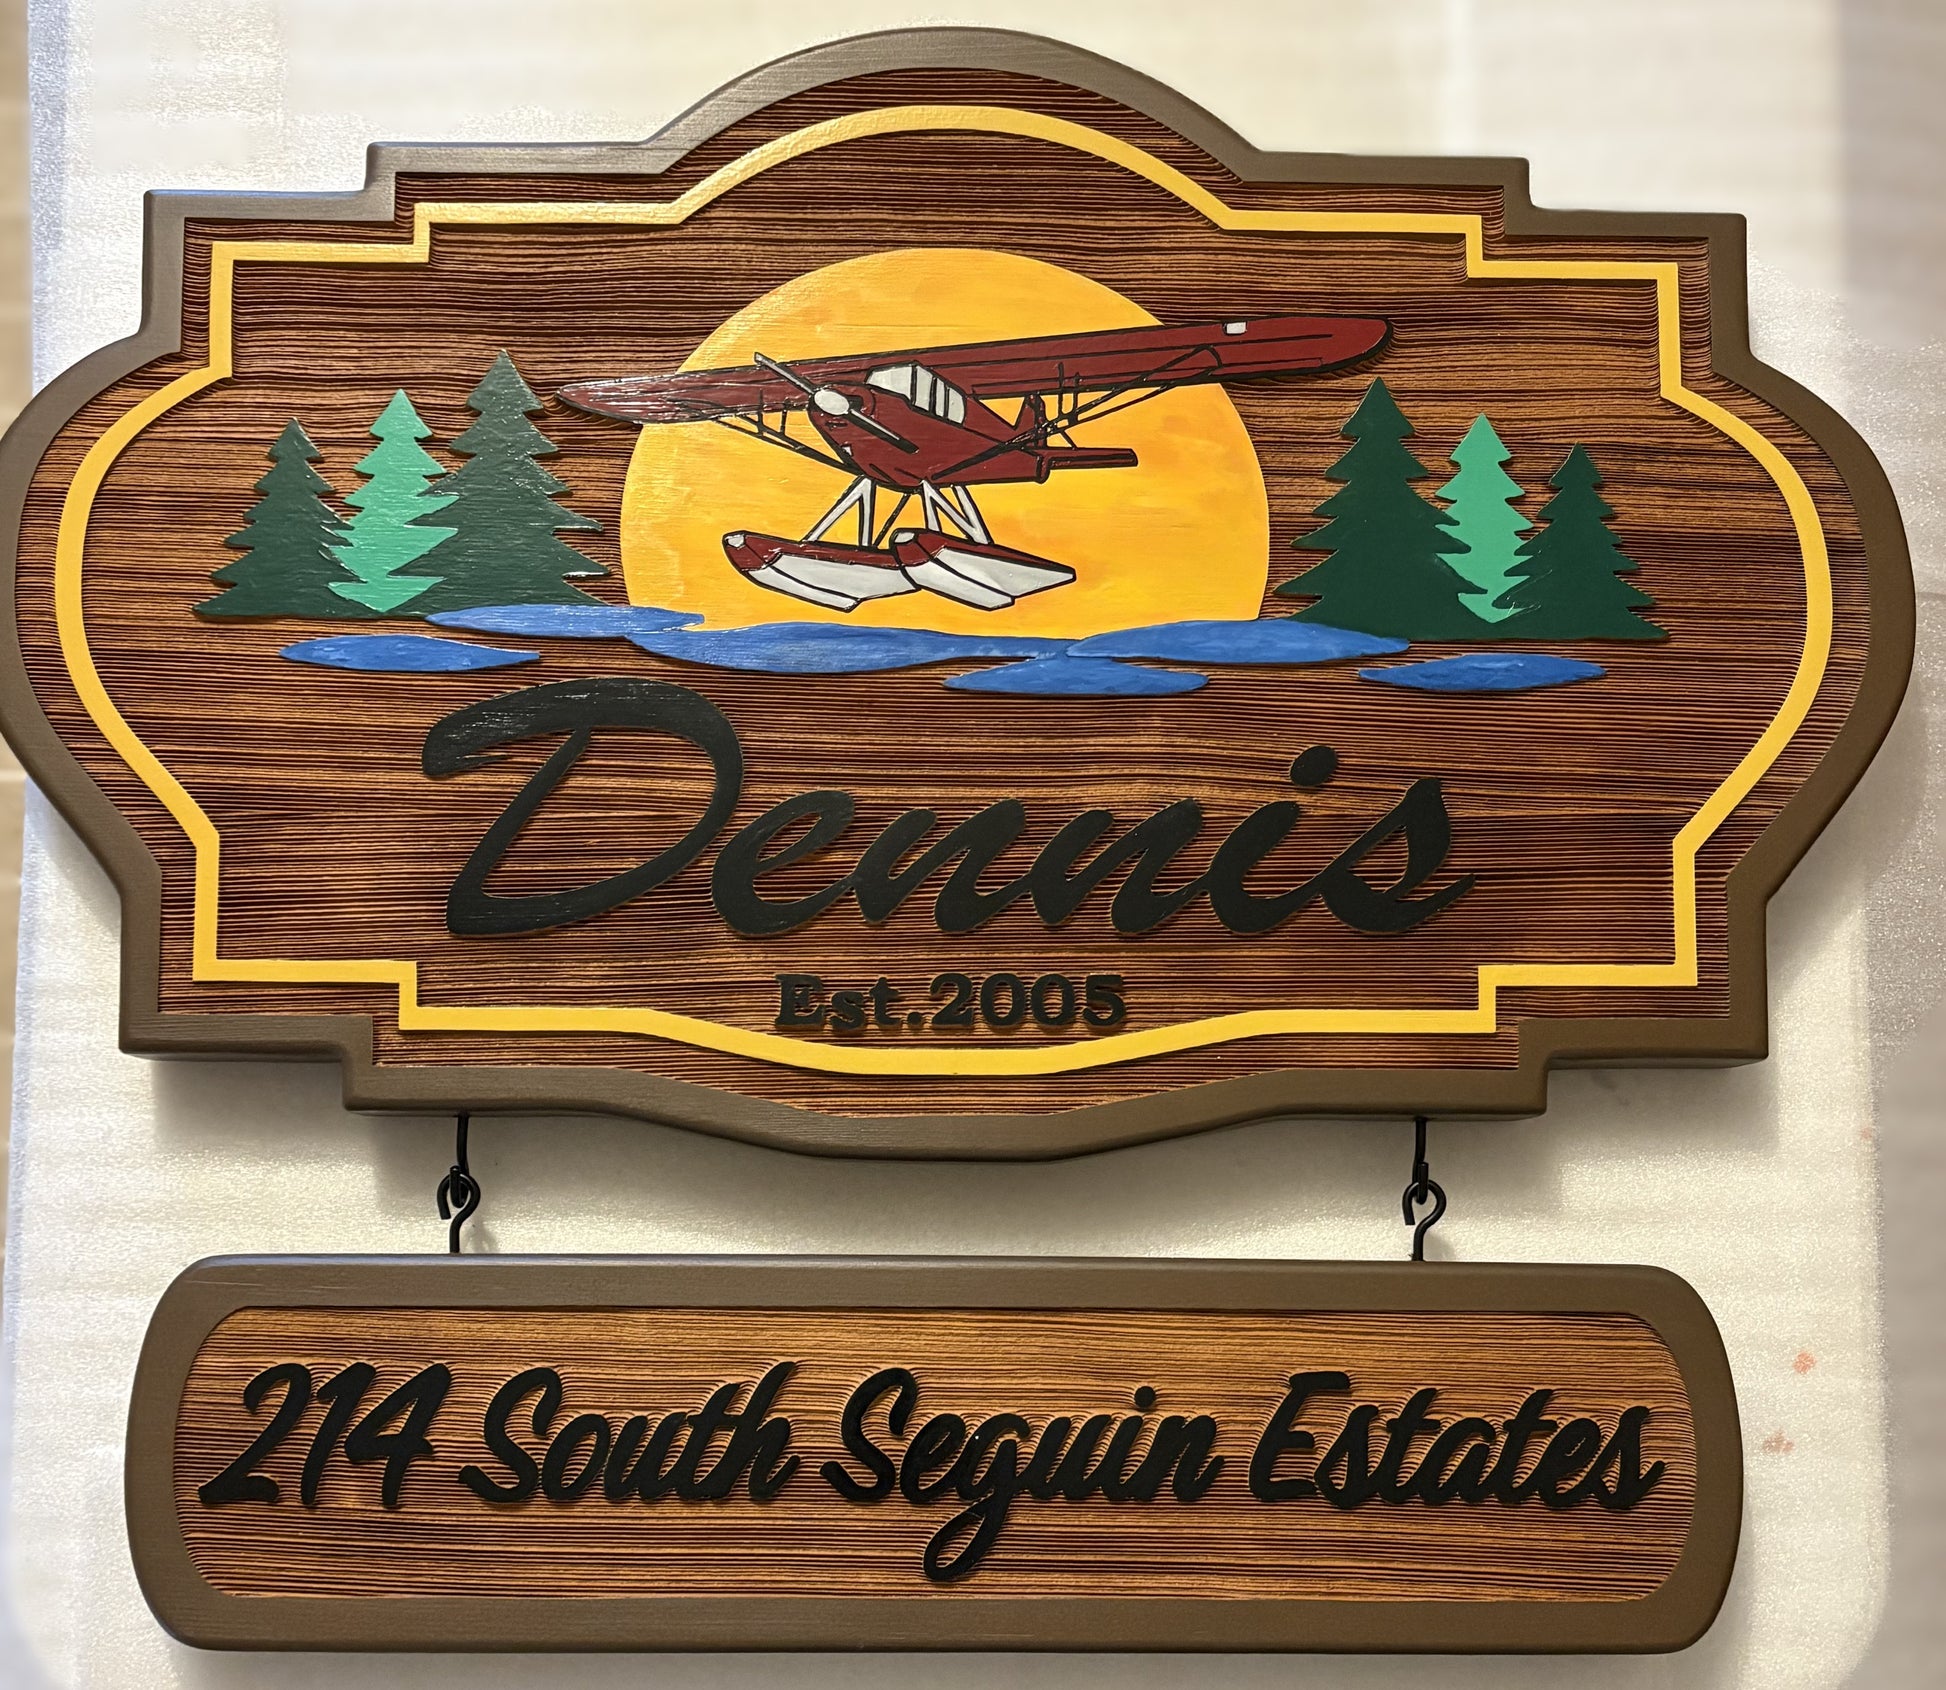 Dennis
Est.2005
214 South Seguin Estates